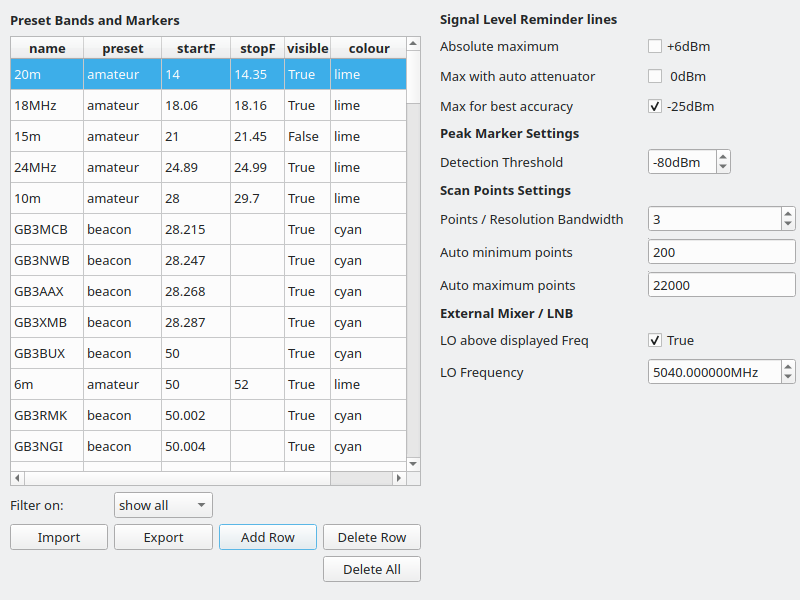 Preset Bands and Markers
name preset startF stopF visible colour
20m amateur 14 14.35 True lime
18MHz amateur 18.06 18.16 True lime
15m amateur 21 21.45 False lime
24MHz amateur 24.89 24.99 True lime
10m amateur 28 29.7 True lime
GB3MCB beacon 28.215 True cyan
GB3NWB beacon 28.247 True cyan
GB3AAX beacon 28.268 True cyan
GB3XMB beacon 28.287 True cyan
GB3BUX beacon 50 True cyan
6m amateur 50 52 True lime
GB3RMK beacon 50.002 True cyan
GB3NGI beacon 50.004 True cyan
Filter on: show all
Import Export Add Row Delete Row
Delete All
Signal Level Reminder lines
Absolute maximum +6dBm
Max with auto attenuator 0dBm
Max for best accuracy -25dBm
Peak Marker Settings
Detection Threshold -80dBm
Scan Points Settings
Points / Resolution Bandwidth 3
Auto minimum points 200
Auto maximum points 22000
External Mixer / LNB
LO above displayed Freq True
LO Frequency 5040.000000MHz